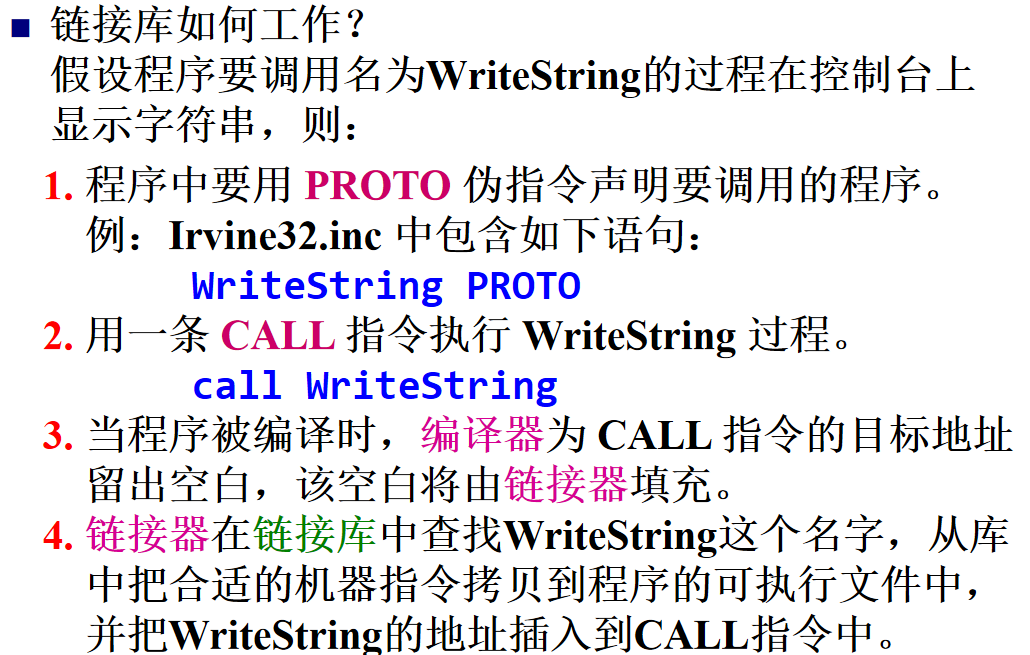 ■ 链接库如何工作？
假设程序要调用名为WriteString的过程在控制台上
显示字符串，则：
1. 程序中要用 PROTO 伪指令声明要调用的程序。
例：Irvine32.inc 中包含如下语句：
WriteString PROTO
2. 用一条 CALL 指令执行 WriteString 过程。
call WriteString
3. 当程序被编译时，编译器为 CALL 指令的目标地址
留出空白，该空白将由链接器填充。
4. 链接器在链接库中查找WriteString这个名字，从库
中把合适的机器指令拷贝到程序的可执行文件中，
并把WriteString的地址插入到CALL指令中。